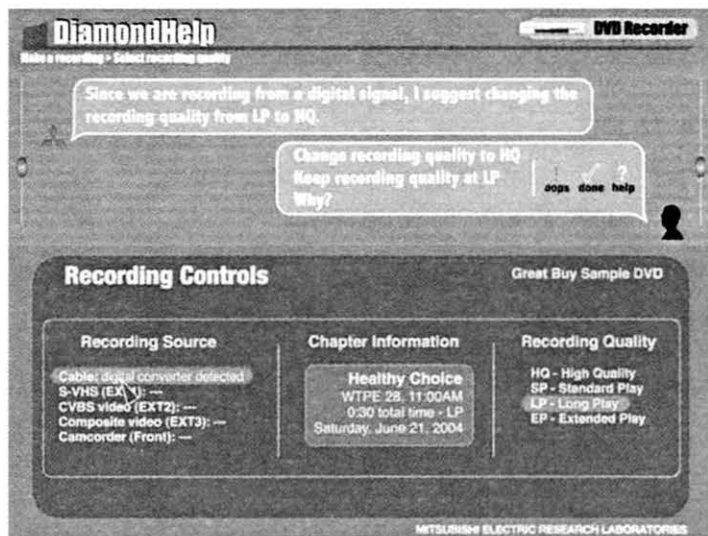 DiamondHelp
DVD Recorder
Make a recording > Select recording quality
Since we are recording from a digital signal, I suggest changing the
recording quality from LP to HQ.
Change recording quality to HQ
Keep recording quality at LP
Why?
oops done help
?
Recording Controls
Great Buy Sample DVD
Recording Source
Cable: digital converter detected
S-VHS (EXT1): ---
CVBS video (EXT2): ---
Composite video (EXT3): ---
Camcorder (Front): ---
Chapter Information
Healthy Choice
WTPE 28, 11:00AM
0:30 total time - LP
Saturday, June 21, 2004
Recording Quality
HQ - High Quality
SP - Standard Play
LP - Long Play
EP - Extended Play
MITSUBISHI ELECTRIC RESEARCH LABORATORIES